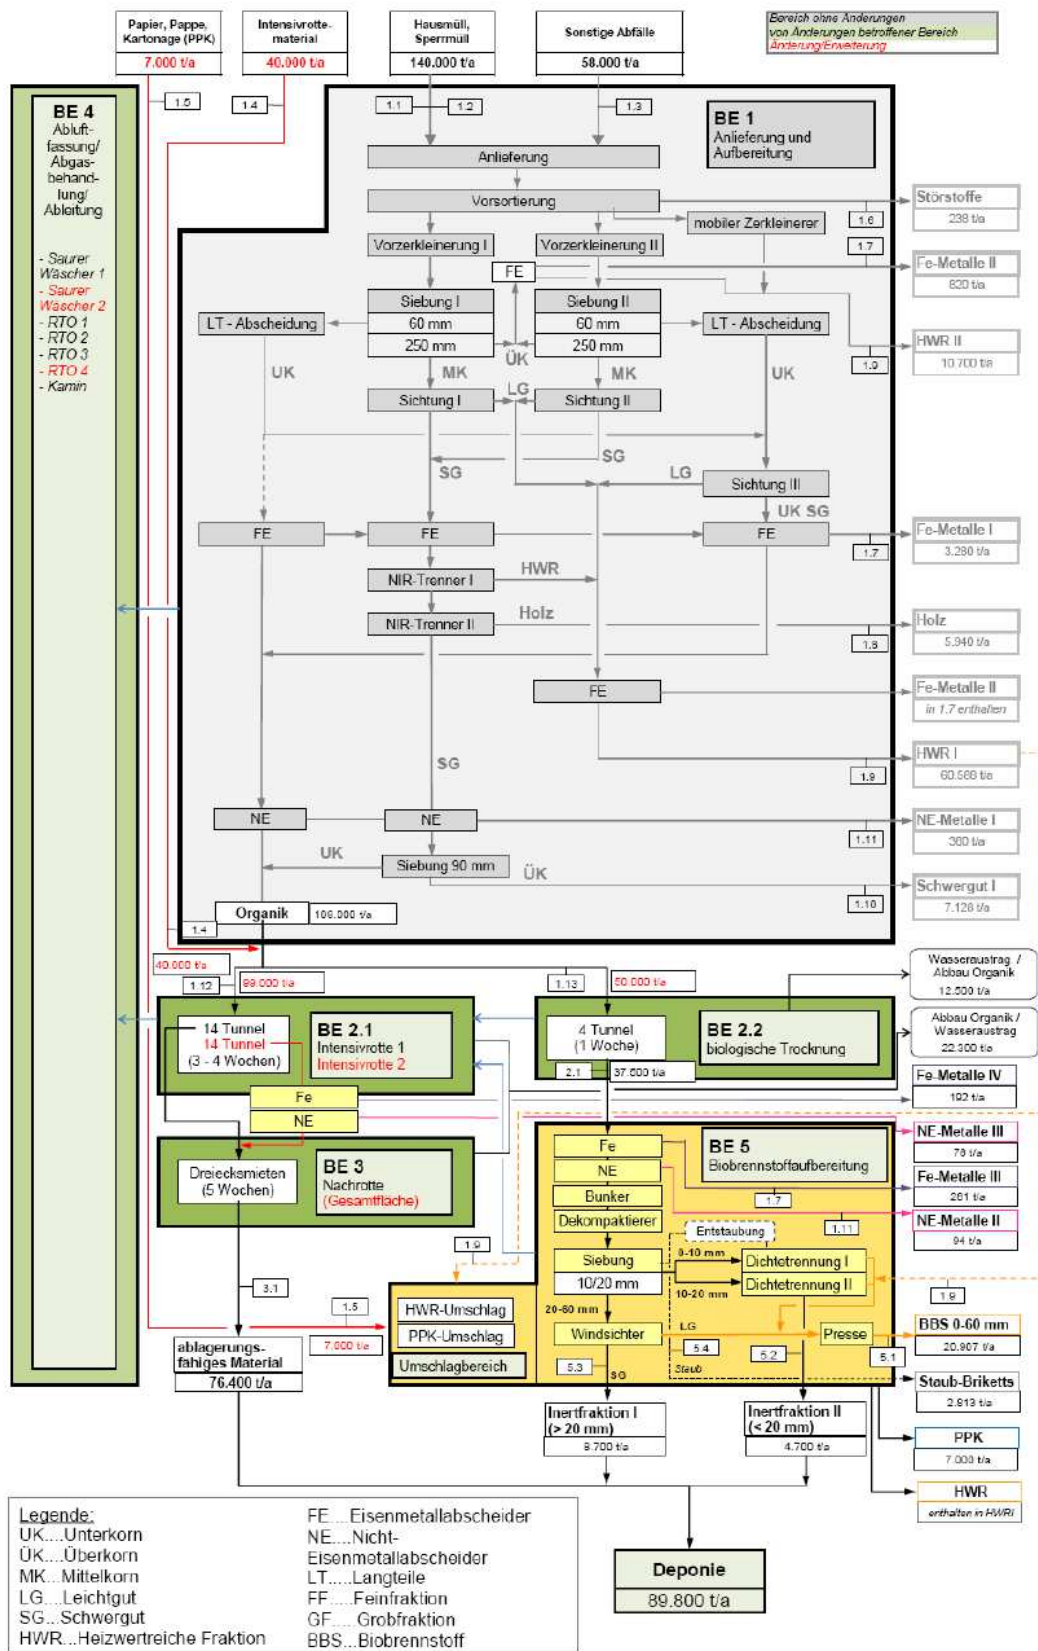 Papier, Pappe,
Kartonage (PPK)
7.000 t/a
Intensivrotte-
material
40.000 t/a
Hausmüll,
Sperrmüll
140.000 t/a
Sonstige Abfälle
58.000 t/a
Bereich ohne Änderungen
von Änderungen betroffener Bereich
Änderung/Erweiterung
1.5
1.4
1.1
1.2
1.3
BE 4
Abluft-
fassung/
Abgas-
behand-
lung/
Ableitung
- Saurer
Wäscher 1
- Saurer
Wäscher 2
- RTO 1
- RTO 2
- RTO 3
- RTO 4
- Kamin
BE 1
Anlieferung und
Aufbereitung
Anlieferung
Vorsortierung
mobiler Zerkleinerer
1.6
Störstoffe
238 t/a
Vorzerkleinerung I
Vorzerkleinerung II
1.7
FE
Fe-Metalle II
820 t/a
Siebung I
60 mm
250 mm
Siebung II
60 mm
250 mm
LT - Abscheidung
LT - Abscheidung
ÜK
HWR II
10.700 t/a
1.9
UK
MK
LG
MK
UK
Sichtung I
Sichtung II
SG
SG
LG
Sichtung III
UK SG
FE
FE
FE
Fe-Metalle I
3.280 t/a
1.7
NIR-Trenner I
HWR
NIR-Trenner II
Holz
Holz
5.940 t/a
1.8
FE
Fe-Metalle II
in 1.7 enthalten
SG
HWR I
60.588 t/a
1.9
NE
NE
NE-Metalle I
360 t/a
1.11
UK
Siebung 90 mm
ÜK
Schwergut I
7.128 t/a
1.10
Organik
109.000 t/a
1.4
40.000 t/a
1.12
99.000 t/a
1.13
50.000 t/a
Wasseraustrag /
Abbau Organik
12.500 t/a
14 Tunnel
14 Tunnel
(3 - 4 Wochen)
BE 2.1
Intensivrotte 1
Intensivrotte 2
4 Tunnel
(1 Woche)
BE 2.2
biologische Trocknung
Abbau Organik /
Wasseraustrag
22.300 t/a
2.1
37.500 t/a
Fe
NE
Fe-Metalle IV
192 t/a
Dreiecksmieten
(5 Wochen)
BE 3
Nachrotte
(Gesamtfläche)
Fe
NE
Bunker
Dekompaktierer
BE 5
Biobrennstoffaufbereitung
NE-Metalle III
78 t/a
Fe-Metalle III
281 t/a
1.7
1.11
NE-Metalle II
94 t/a
1.9
Entstaubung
Siebung
10/20 mm
0-10 mm
10-20 mm
Dichtetrennung I
Dichtetrennung II
1.9
3.1
1.5
7.000 t/a
HWR-Umschlag
PPK-Umschlag
Umschlagbereich
20-60 mm
Windsichter
LG
Presse
BBS 0-60 mm
20.907 t/a
5.1
5.3
SG
5.4
Staub
5.2
ablagerungs-
fähiges Material
76.400 t/a
Staub-Briketts
2.813 t/a
Inertfraktion I
(> 20 mm)
8.700 t/a
Inertfraktion II
(< 20 mm)
4.700 t/a
PPK
7.000 t/a
HWR
enthalten in HWRI
Legende:
UK....Unterkorn
ÜK....Überkorn
MK....Mittelkorn
LG....Leichtgut
SG...Schwergut
HWR...Heizwertreiche Fraktion
FE....Eisenmetallabscheider
NE....Nicht-
Eisenmetallabscheider
LT.....Langteile
FF.....Feinfraktion
GF....Grobfraktion
BBS...Biobrennstoff
Deponie
89.800 t/a